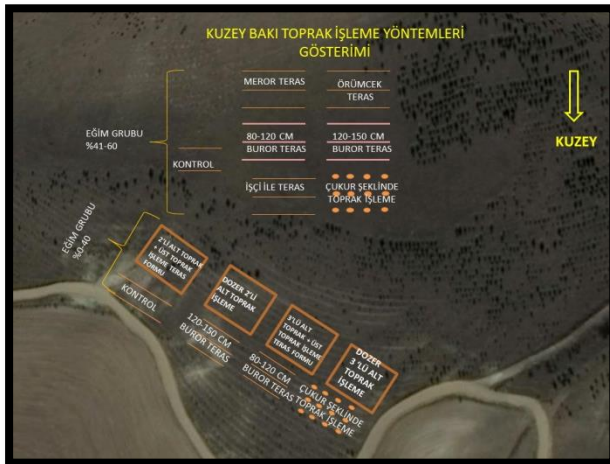 KUZEY BAKI TOPRAK İŞLEME YÖNTEMLERİ
GÖSTERİMİ
MEROR TERAS
ÖRÜMCEK
TERAS
KUZEY
EĞİM GRUBU
%41-60
80-120 CM
BUROR TERAS
120-150 CM
BUROR TERAS
KONTROL
İŞÇİ İLE TERAS
ÇUKUR ŞEKLİNDE
TOPRAK İŞLEME
EĞİM GRUBU
%0-40
2'Lİ ALT TOPRAK
+ ÜST TOPRAK
İŞLEME TERAS
FORMU
DOZER 2'Lİ
ALT TOPRAK
İŞLEME
3'LÜ ALT
TOPRAK + ÜST
TOPRAK İŞLEME
TERAS FORMU
DOZER
3 'LÜ ALT
TOPRAK
İŞLEME
KONTROL
120-150 CM
BUROR TERAS
80-120 CM
BUROR TERAS
ÇUKUR ŞEKLİNDE
TOPRAK İŞLEME